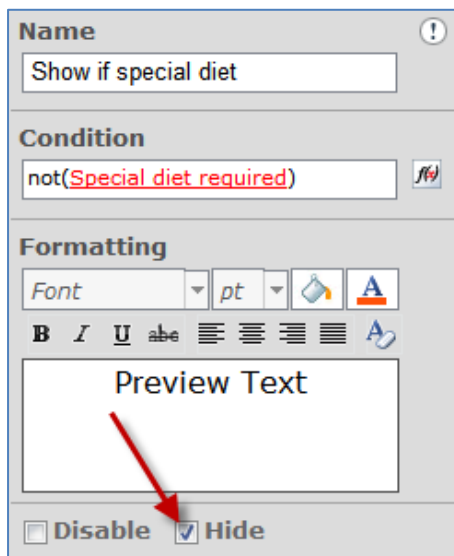 Name
Show if special diet
Condition
not(Special diet required)
f(x)
Formatting
Font pt A
B I U abc A
Preview Text
Disable Hide